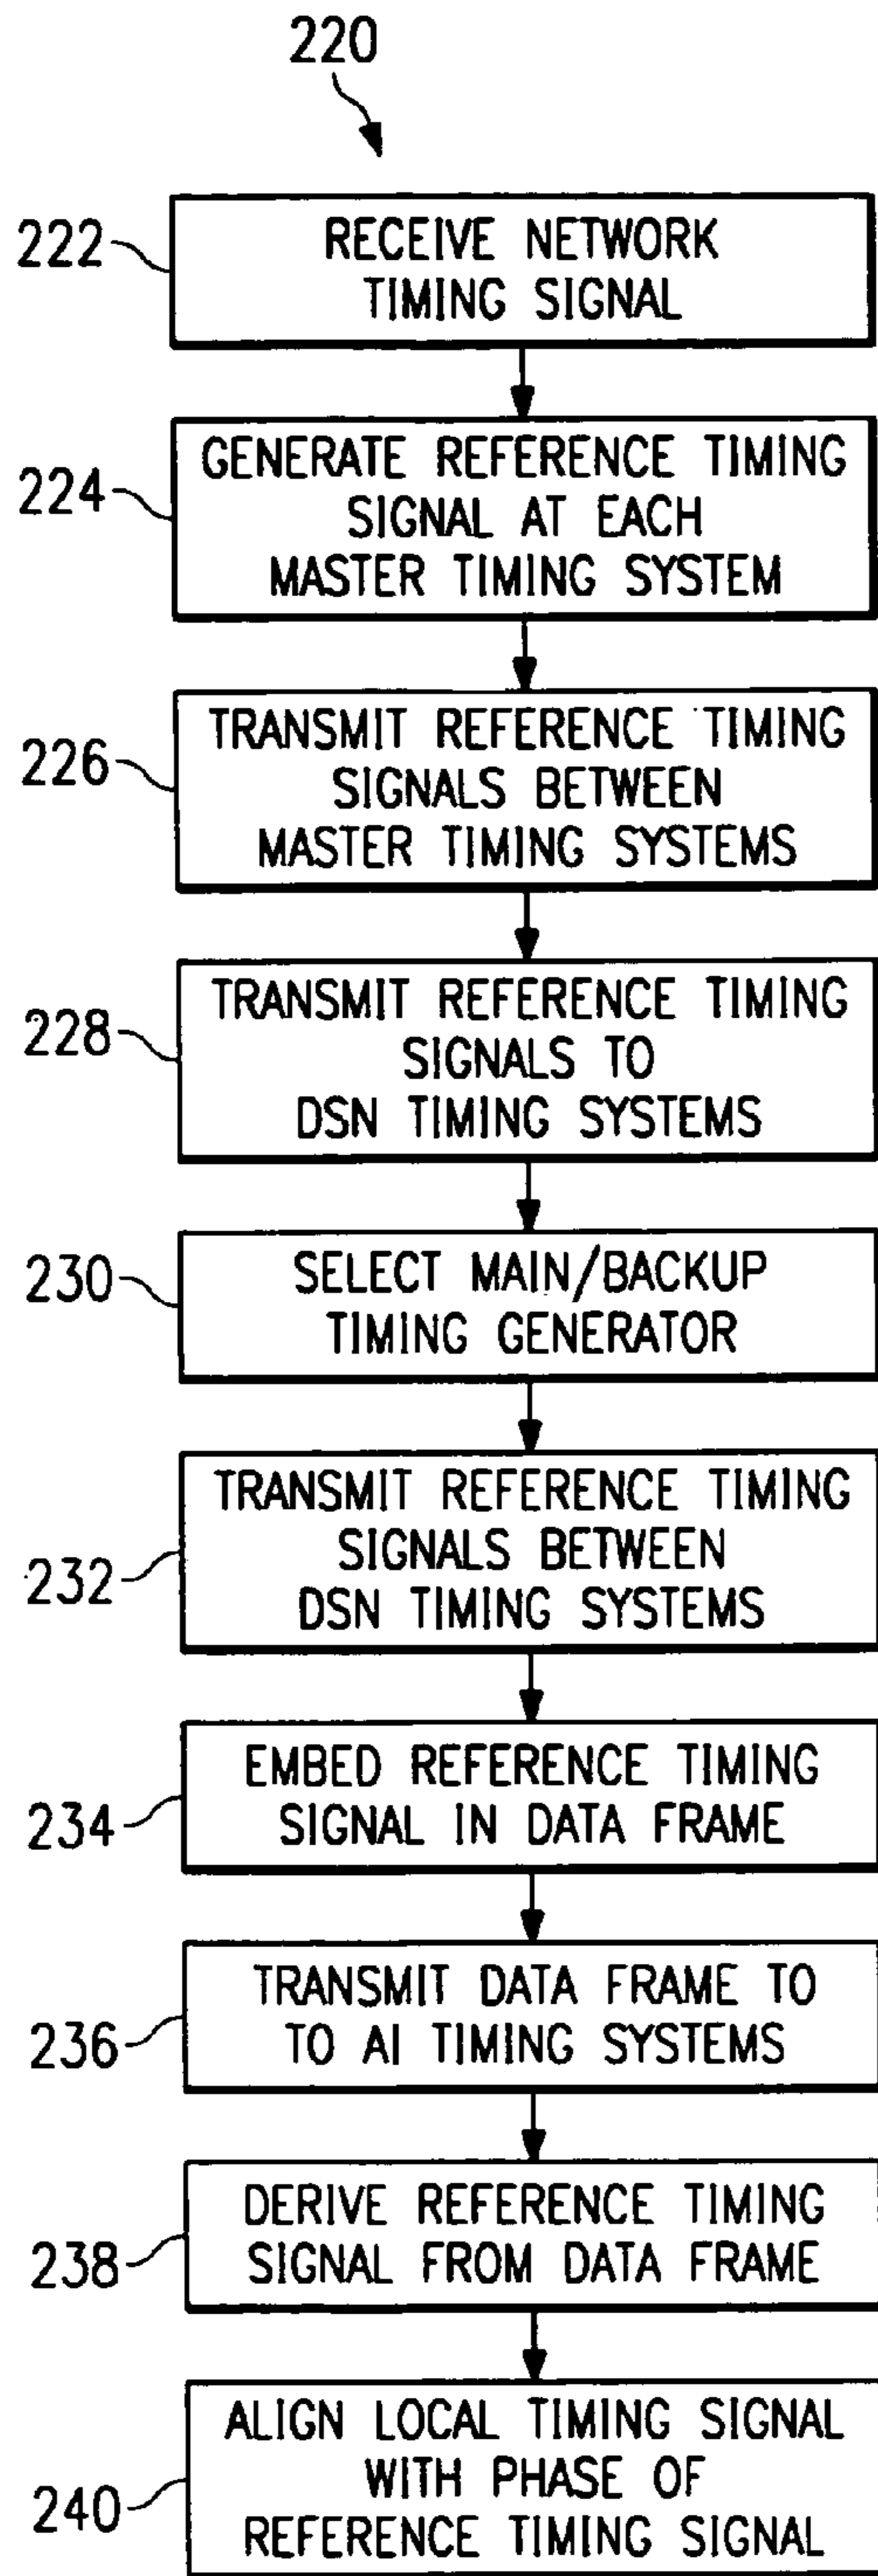 220
222
RECEIVE NETWORK
TIMING SIGNAL
224
GENERATE REFERENCE TIMING
SIGNAL AT EACH
MASTER TIMING SYSTEM
226
TRANSMIT REFERENCE TIMING
SIGNALS BETWEEN
MASTER TIMING SYSTEMS
228
TRANSMIT REFERENCE TIMING
SIGNALS TO
DSN TIMING SYSTEMS
230
SELECT MAIN/BACKUP
TIMING GENERATOR
232
TRANSMIT REFERENCE TIMING
SIGNALS BETWEEN
DSN TIMING SYSTEMS
234
EMBED REFERENCE TIMING
SIGNAL IN DATA FRAME
236
TRANSMIT DATA FRAME TO
TO AI TIMING SYSTEMS
238
DERIVE REFERENCE TIMING
SIGNAL FROM DATA FRAME
240
ALIGN LOCAL TIMING SIGNAL
WITH PHASE OF
REFERENCE TIMING SIGNAL